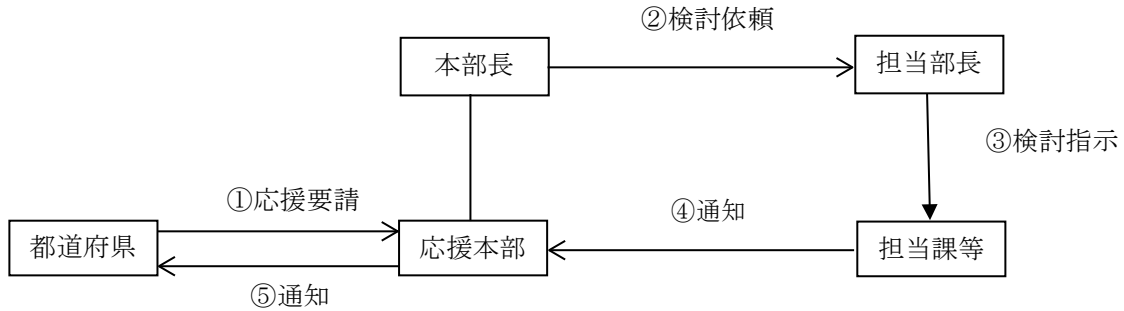 ②検討依頼
本部長
担当部長
③検討指示
①応援要請
④通知
都道府県
応援本部
担当課等
⑤通知